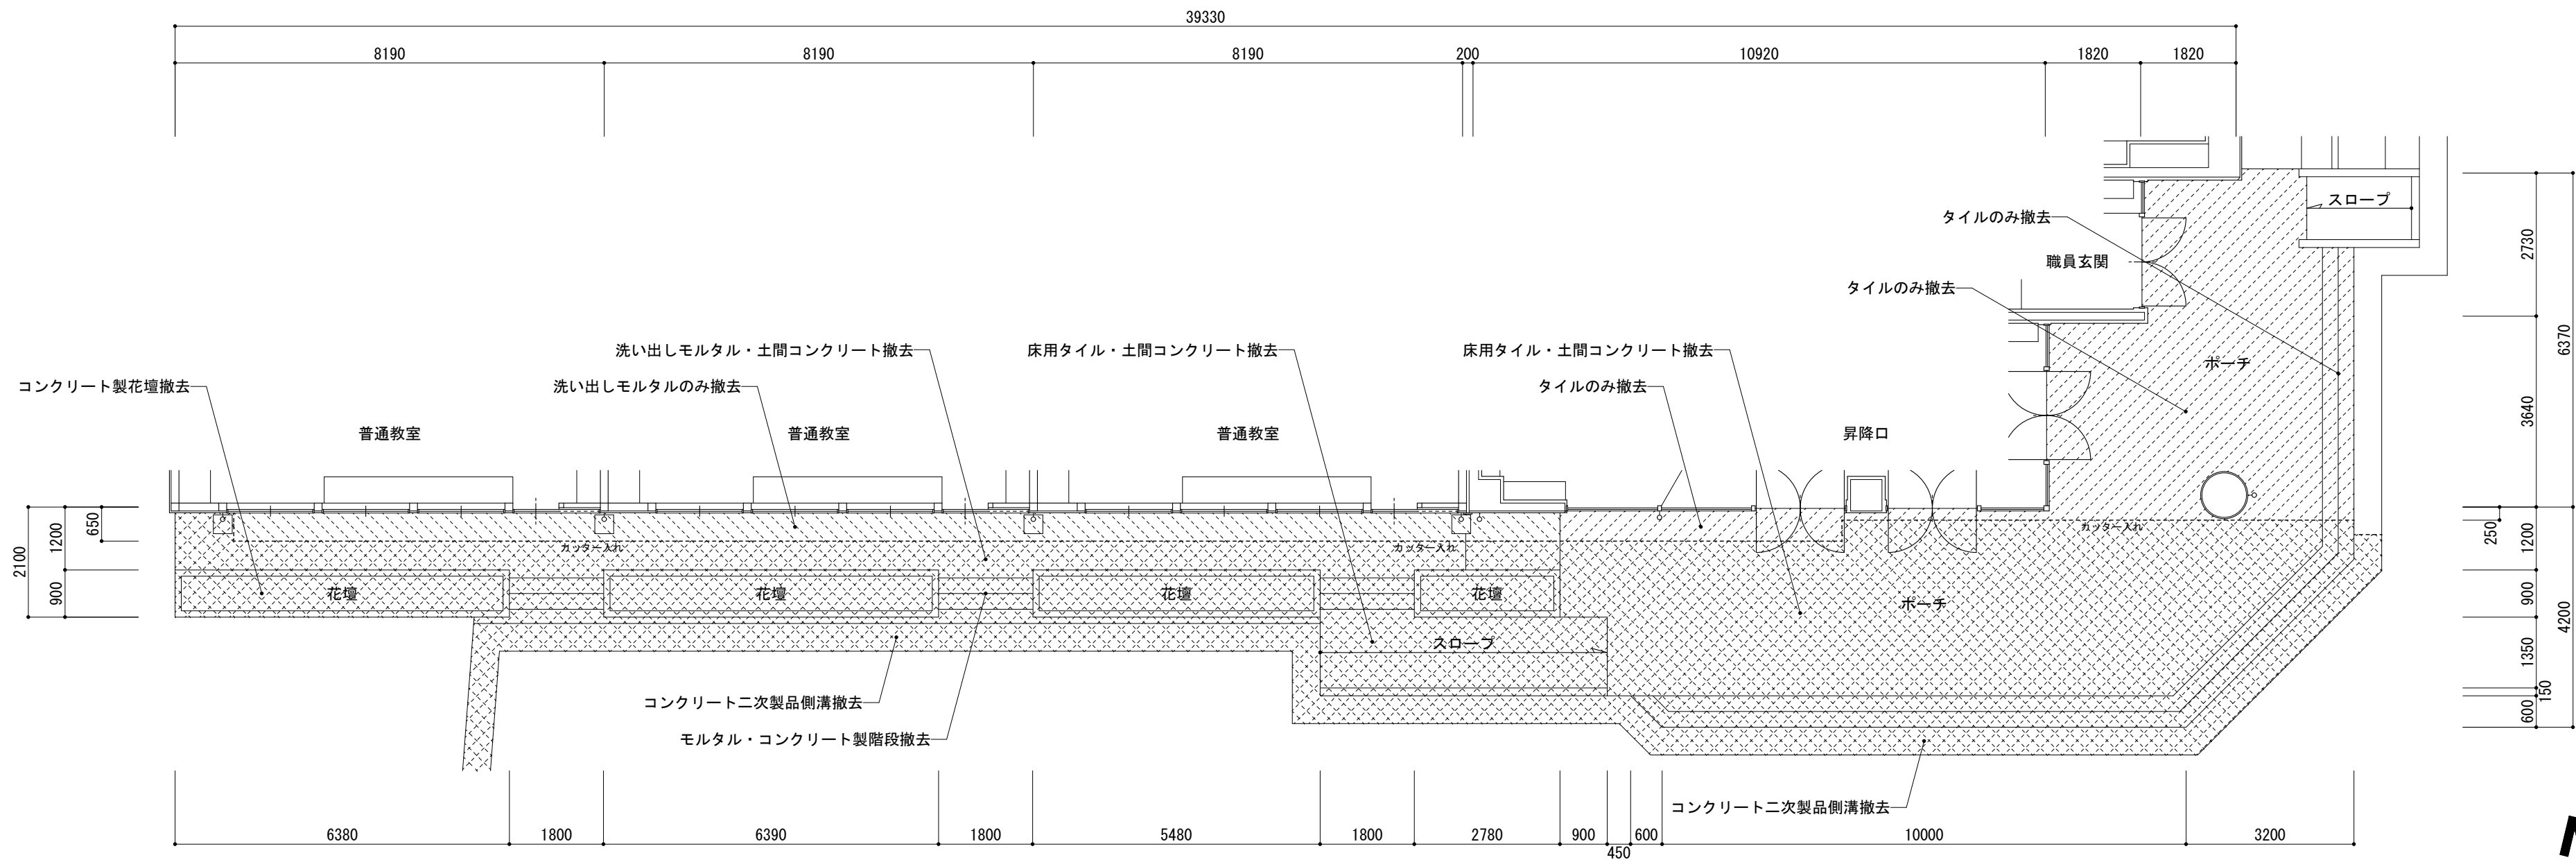 39330
8190
8190
8190
200
10920
1820
1820
スロープ
タイルのみ撤去
職員玄関
タイルのみ撤去
ポーチ
洗い出しモルタル・土間コンクリート撤去
床用タイル・土間コンクリート撤去
床用タイル・土間コンクリート撤去
コンクリート製花壇撤去
洗い出しモルタルのみ撤去
タイルのみ撤去
普通教室
普通教室
普通教室
昇降口
2730
3640
6370
650
1200
900
2100
カッター入れ
カッター入れ
カッター入れ
花壇
花壇
花壇
花壇
ポーチ
スロープ
250
1200
900
1350
150
600
4200
コンクリート二次製品側溝撤去
モルタル・コンクリート製階段撤去
コンクリート二次製品側溝撤去
6380
1800
6390
1800
5480
1800
2780
900
450
600
10000
3200